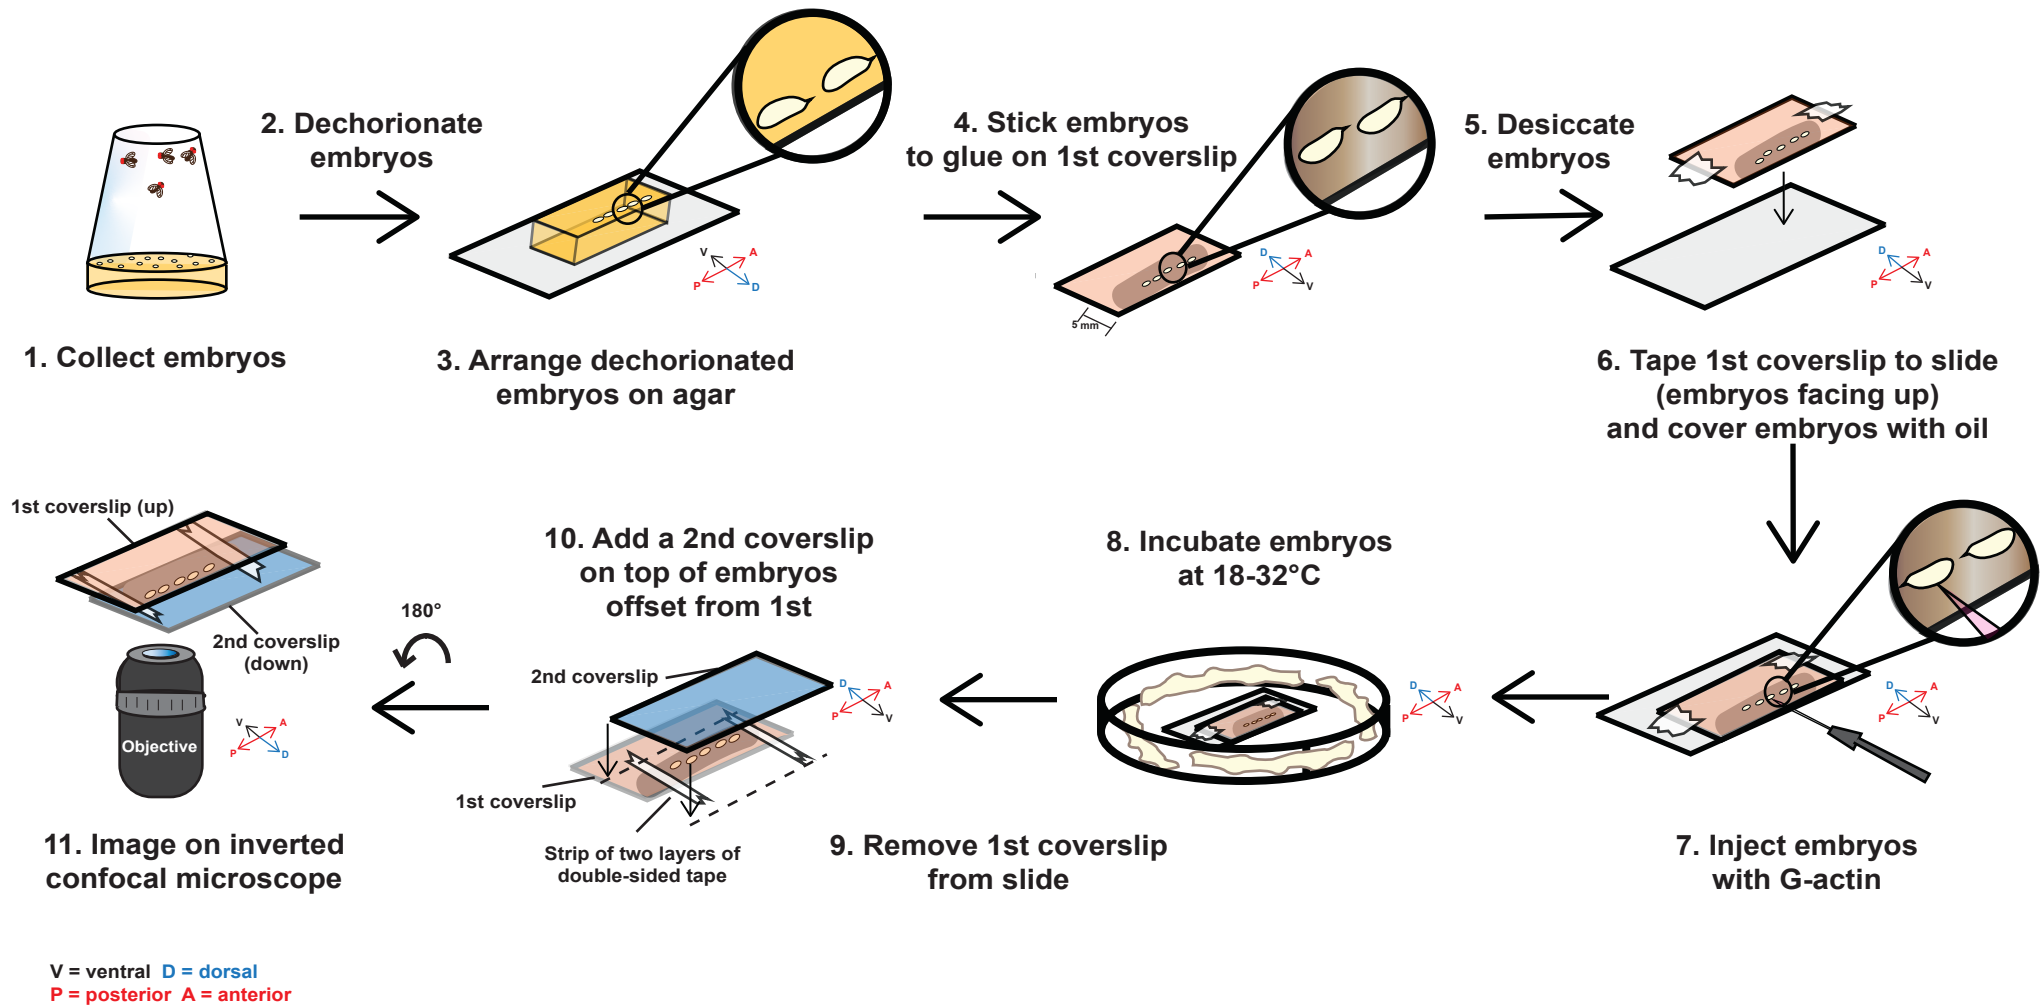 1. Collect embryos
2. Dechorionate
embryos
3. Arrange dechorionated
embryos on agar
V
A
P
D
4. Stick embryos
to glue on 1st coverslip
5 mm
D
A
P
V
5. Desiccate
embryos
D
A
P
V
6. Tape 1st coverslip to slide
(embryos facing up)
and cover embryos with oil
7. Inject embryos
with G-actin
D
A
P
V
8. Incubate embryos
at 18-32°C
D
A
P
V
9. Remove 1st coverslip
from slide
10. Add a 2nd coverslip
on top of embryos
offset from 1st
2nd coverslip
1st coverslip
Strip of two layers of
double-sided tape
D
A
P
V
180°
1st coverslip (up)
2nd coverslip
(down)
Objective
V
A
P
D
11. Image on inverted
confocal microscope
V = ventral D = dorsal
P = posterior A = anterior